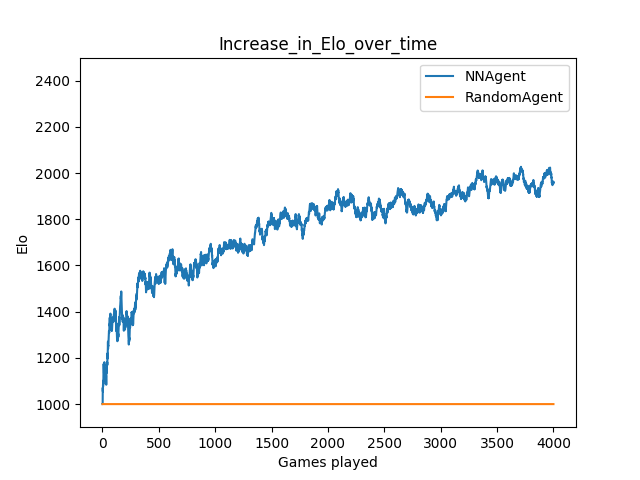 Increase_in_Elo_over_time
NNAgent
RandomAgent
2400
2200
2000
1800
1600
1400
1200
1000
Elo
0 500 1000 1500 2000 2500 3000 3500 4000
Games played